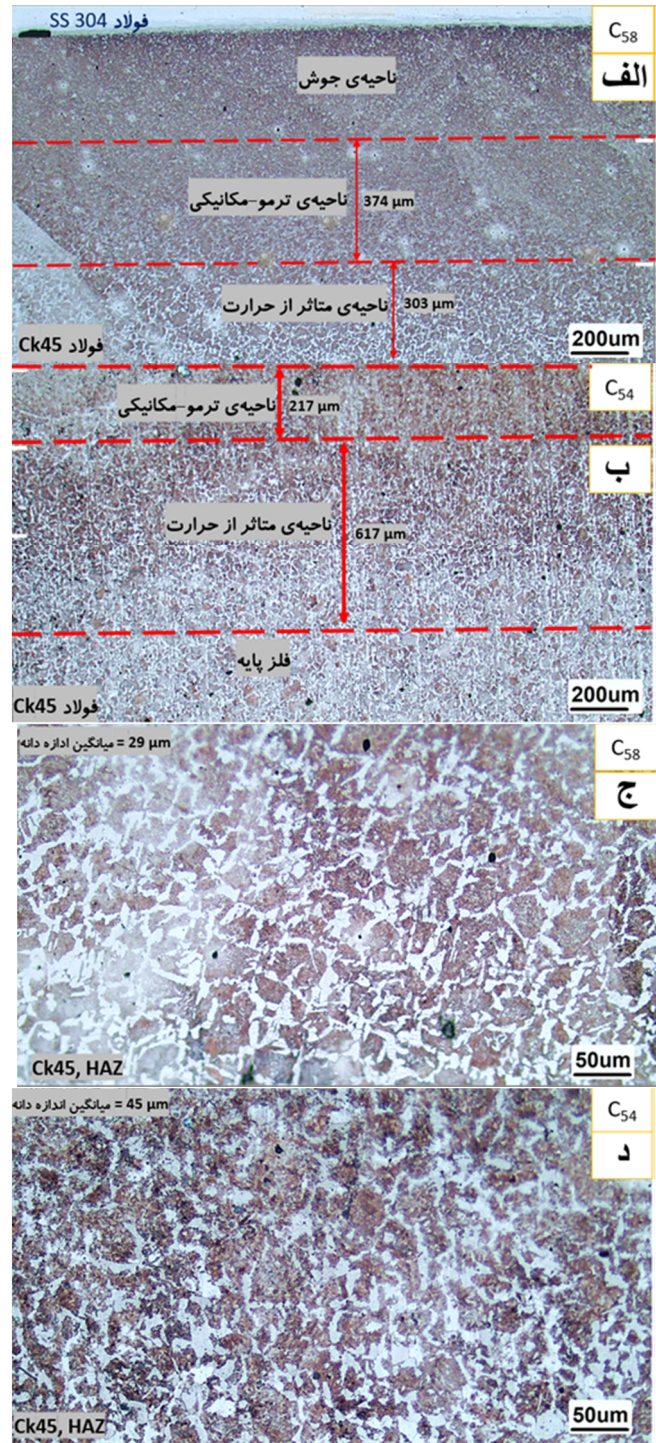 فولاد SS 304
C58
الف
ناحیه‌ی جوش
ناحیه‌ی ترمو-مکانیکی
374 µm
ناحیه‌ی متاثر از حرارت
303 µm
فولاد Ck45
200um
C54
ب
ناحیه‌ی ترمو-مکانیکی
217 µm
ناحیه‌ی متاثر از حرارت
617 µm
فلز پایه
فولاد Ck45
200um
میانگین ادازه دانه = 29 µm
C58
ج
Ck45, HAZ
50um
میانگین اندازه دانه = 45 µm
C54
د
Ck45, HAZ
50um